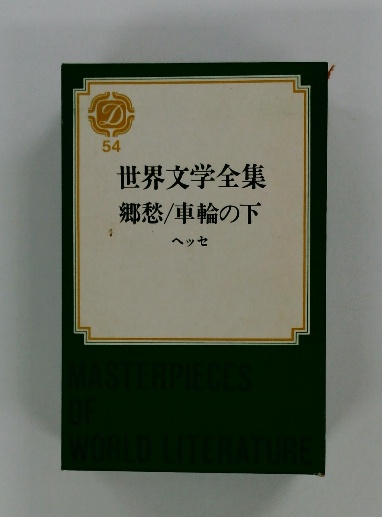 D
54
世界文学全集
郷愁/車輪の下
ヘッセ
MASTERPIECES
OF
WORLD LITERATURE